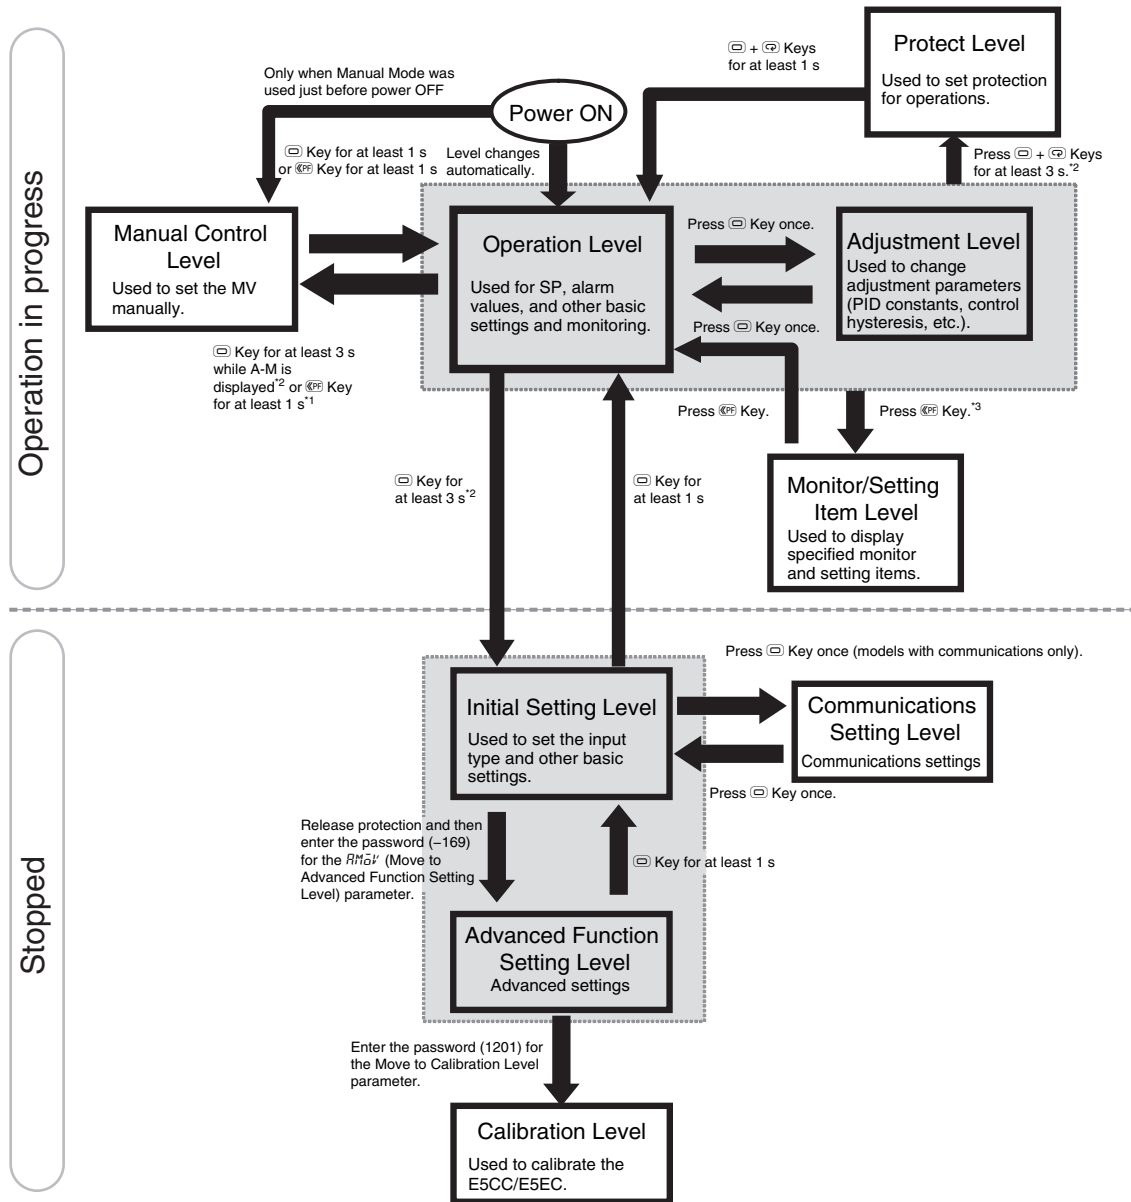 Operation in progress
Only when Manual Mode was
used just before power OFF
Power ON
Key for at least 1 s
or PF Key for at least 1 s
Level changes
automatically.
+ Keys
for at least 1 s
Protect Level
Used to set protection
for operations.
Press + Keys
for at least 3 s.*2
Manual Control
Level
Used to set the MV
manually.
Operation Level
Used for SP, alarm
values, and other basic
settings and monitoring.
Press Key once.
Press Key once.
Adjustment Level
Used to change
adjustment parameters
(PID constants, control
hysteresis, etc.).
Key for at least 3 s
while A-M is
displayed*2 or PF Key
for at least 1 s*1
Press PF Key.
Press PF Key.*3
Key for
at least 3 s*2
Key for
at least 1 s
Monitor/Setting
Item Level
Used to display
specified monitor
and setting items.
Stopped
Press Key once (models with communications only).
Initial Setting Level
Used to set the input
type and other basic
settings.
Communications
Setting Level
Communications settings
Press Key once.
Release protection and then
enter the password (−169)
for the AMoV (Move to
Advanced Function Setting
Level) parameter.
Key for at least 1 s
Advanced Function
Setting Level
Advanced settings
Enter the password (1201) for
the Move to Calibration Level
parameter.
Calibration Level
Used to calibrate the
E5CC/E5EC.